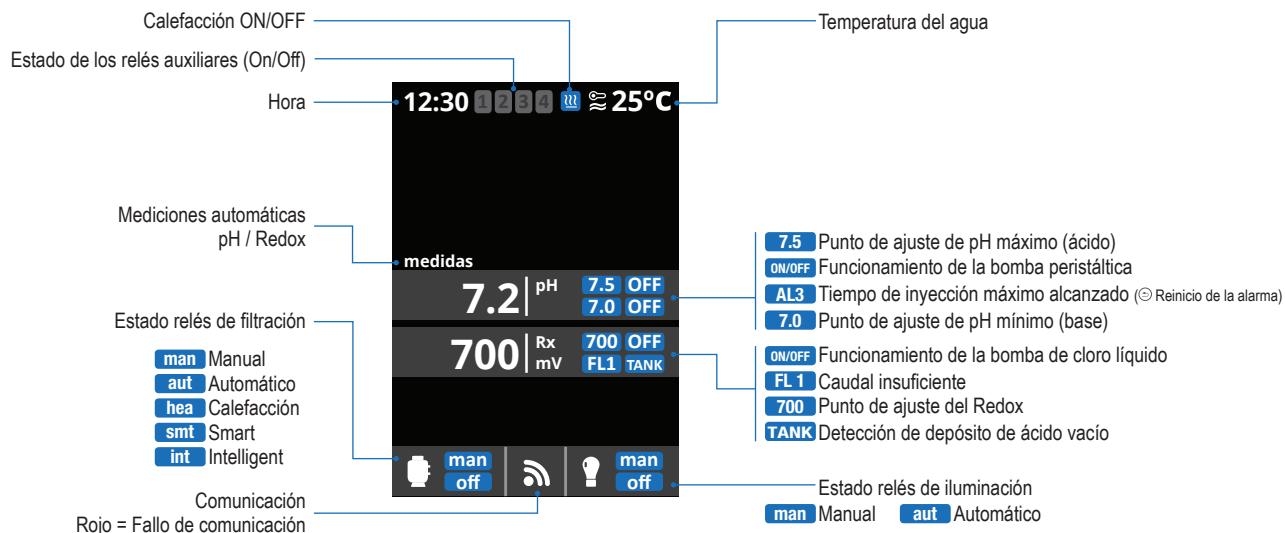 Calefacción ON/OFF
Estado de los relés auxiliares (On/Off)
Hora
Temperatura del agua
12:30 1 2 3 4 25ºC
Mediciones automáticas
pH / Redox
medidas
7.2 pH 7.5 OFF
7.0 OFF
700 Rx mV 700 OFF
FL1 TANK
7.5 Punto de ajuste de pH máximo (ácido)
ON/OFF Funcionamiento de la bomba peristáltica
AL3 Tiempo de inyección máximo alcanzado (⊝ Reinicio de la alarma)
7.0 Punto de ajuste de pH mínimo (base)
ON/OFF Funcionamiento de la bomba de cloro líquido
FL 1 Caudal insuficiente
700 Punto de ajuste del Redox
TANK Detección de depósito de ácido vacío
Estado relés de filtración
man Manual
aut Automático
hea Calefacción
smt Smart
int Intelligent
man
off
man
off
Comunicación
Rojo = Fallo de comunicación
Estado relés de iluminación
man Manual aut Automático